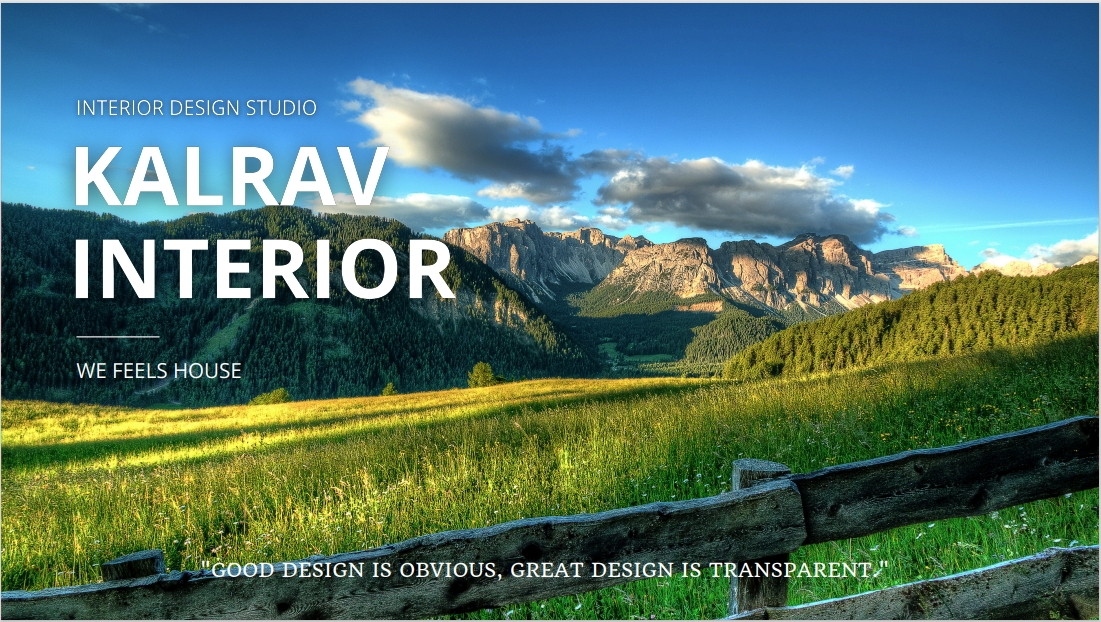 INTERIOR DESIGN STUDIO
KALRAV
INTERIOR
WE FEELS HOUSE
"GOOD DESIGN IS OBVIOUS, GREAT DESIGN IS TRANSPARENT."